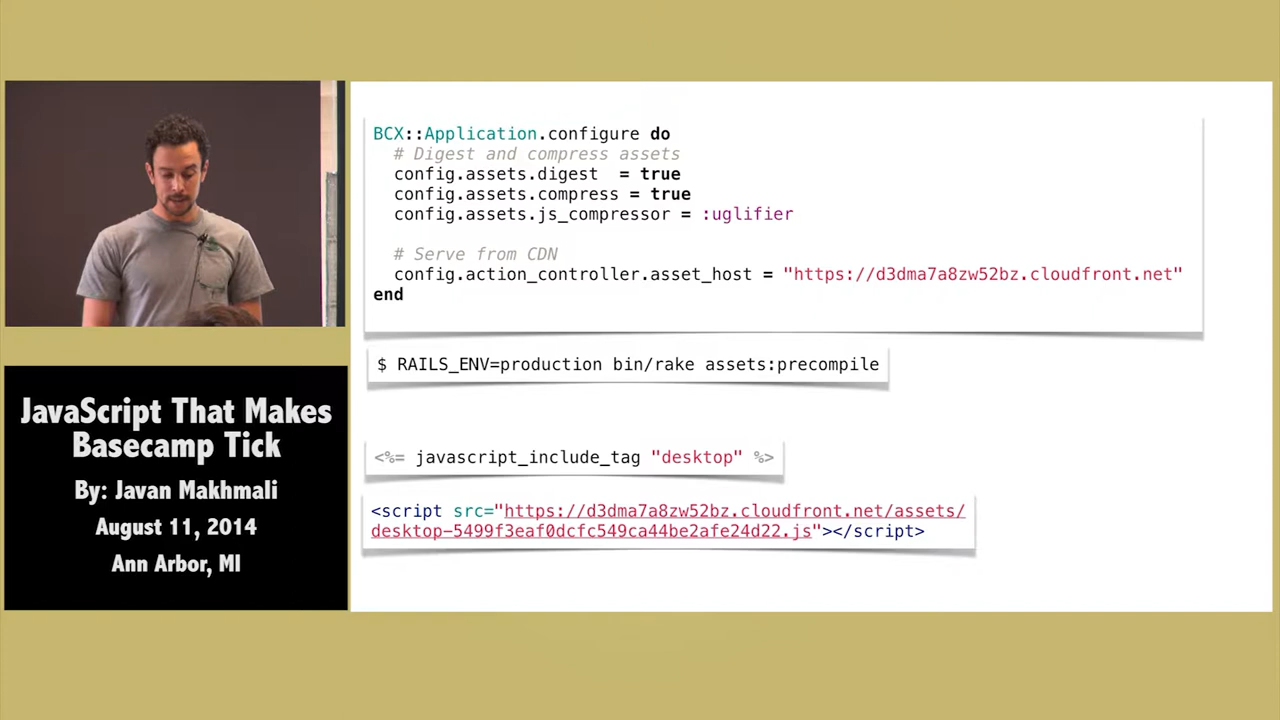 BCX::Application.configure do
# Digest and compress assets
config.assets.digest = true
config.assets.compress = true
config.assets.js_compressor = :uglifier
# Serve from CDN
config.action_controller.asset_host = "https://d3dma7a8zw52bz.cloudfront.net"
end
$ RAILS_ENV=production bin/rake assets:precompile
<%= javascript_include_tag "desktop" %>
<script src="https://d3dma7a8zw52bz.cloudfront.net/assets/
desktop-5499f3eaf0dcfc549ca44be2afe24d22.js"></script>
JavaScript That Makes
Basecamp Tick
By: Javan Makhmali
August 11, 2014
Ann Arbor, MI